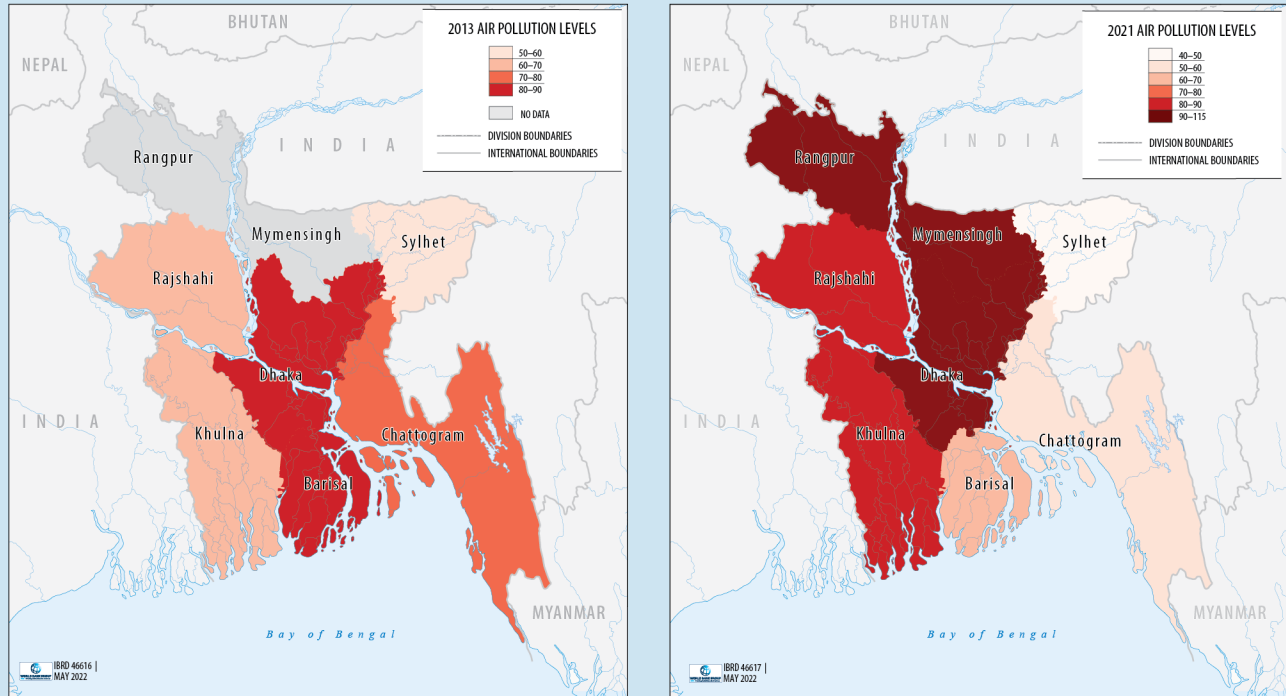 BHUTAN
NEPAL
INDIA
2013 AIR POLLUTION LEVELS
50–60
60–70
70–80
80–90
NO DATA
DIVISION BOUNDARIES
INTERNATIONAL BOUNDARIES
Rangpur
Mymensingh
Sylhet
Rajshahi
Dhaka
INDIA
Khulna
Chattogram
Barisal
MYANMAR
Bay of Bengal
IBRD 46616 |
MAY 2022
BHUTAN
NEPAL
INDIA
2021 AIR POLLUTION LEVELS
40–50
50–60
60–70
70–80
80–90
90–115
DIVISION BOUNDARIES
INTERNATIONAL BOUNDARIES
Rangpur
Mymensingh
Sylhet
Rajshahi
Dhaka
INDIA
Khulna
Chattogram
Barisal
MYANMAR
Bay of Bengal
IBRD 46617 |
MAY 2022